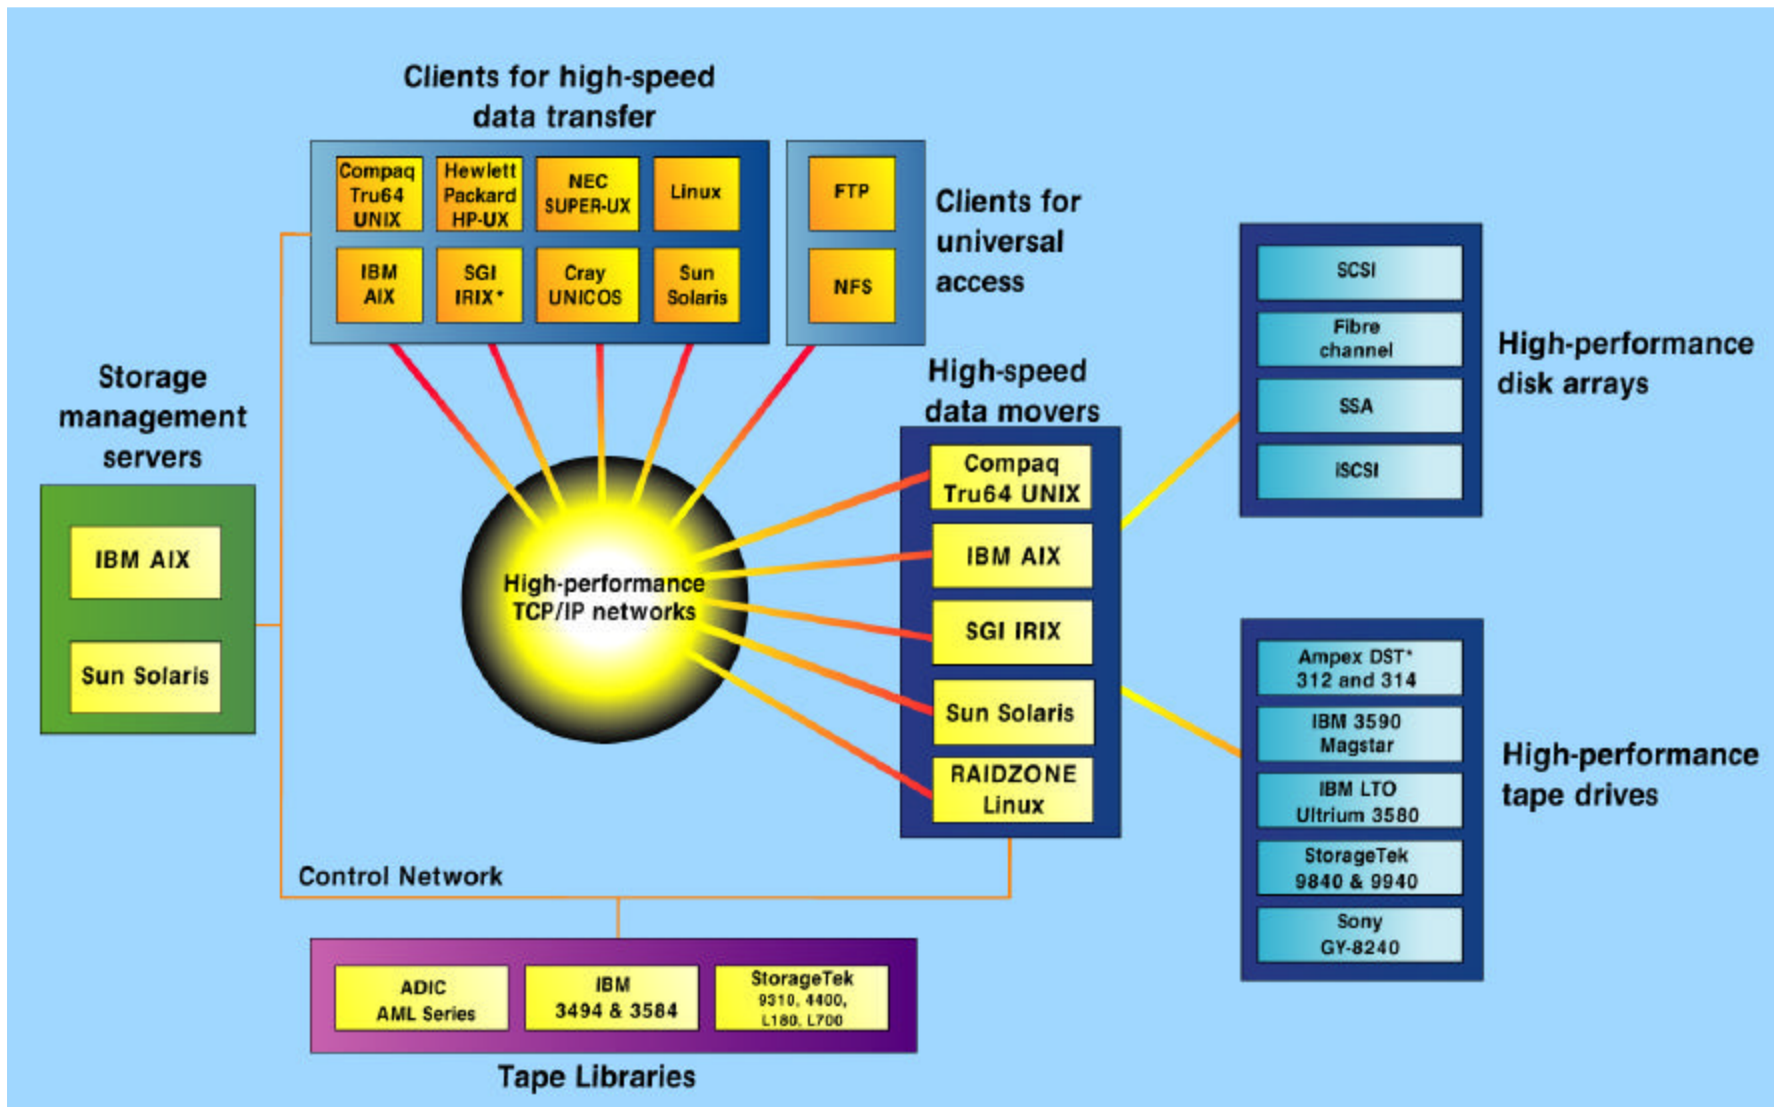 Clients for high-speed
data transfer
Compaq
Tru64
UNIX
Hewlett
Packard
HP-UX
NEC
SUPER-UX
Linux
IBM
AIX
SGI
IRIX*
Cray
UNICOS
Sun
Solaris
FTP
NFS
Clients for
universal
access
Storage
management
servers
IBM AIX
Sun Solaris
High-performance
TCP/IP networks
High-speed
data movers
Compaq
Tru64 UNIX
IBM AIX
SGI IRIX
Sun Solaris
RAIDZONE
Linux
SCSI
Fibre
channel
SSA
iSCSI
High-performance
disk arrays
Ampex DST*
312 and 314
IBM 3590
Magstar
IBM LTO
Ultrium 3580
StorageTek
9840 & 9940
Sony
GY-8240
High-performance
tape drives
Control Network
ADIC
AML Series
IBM
3494 & 3584
StorageTek
9310, 4400,
L180, L700
Tape Libraries